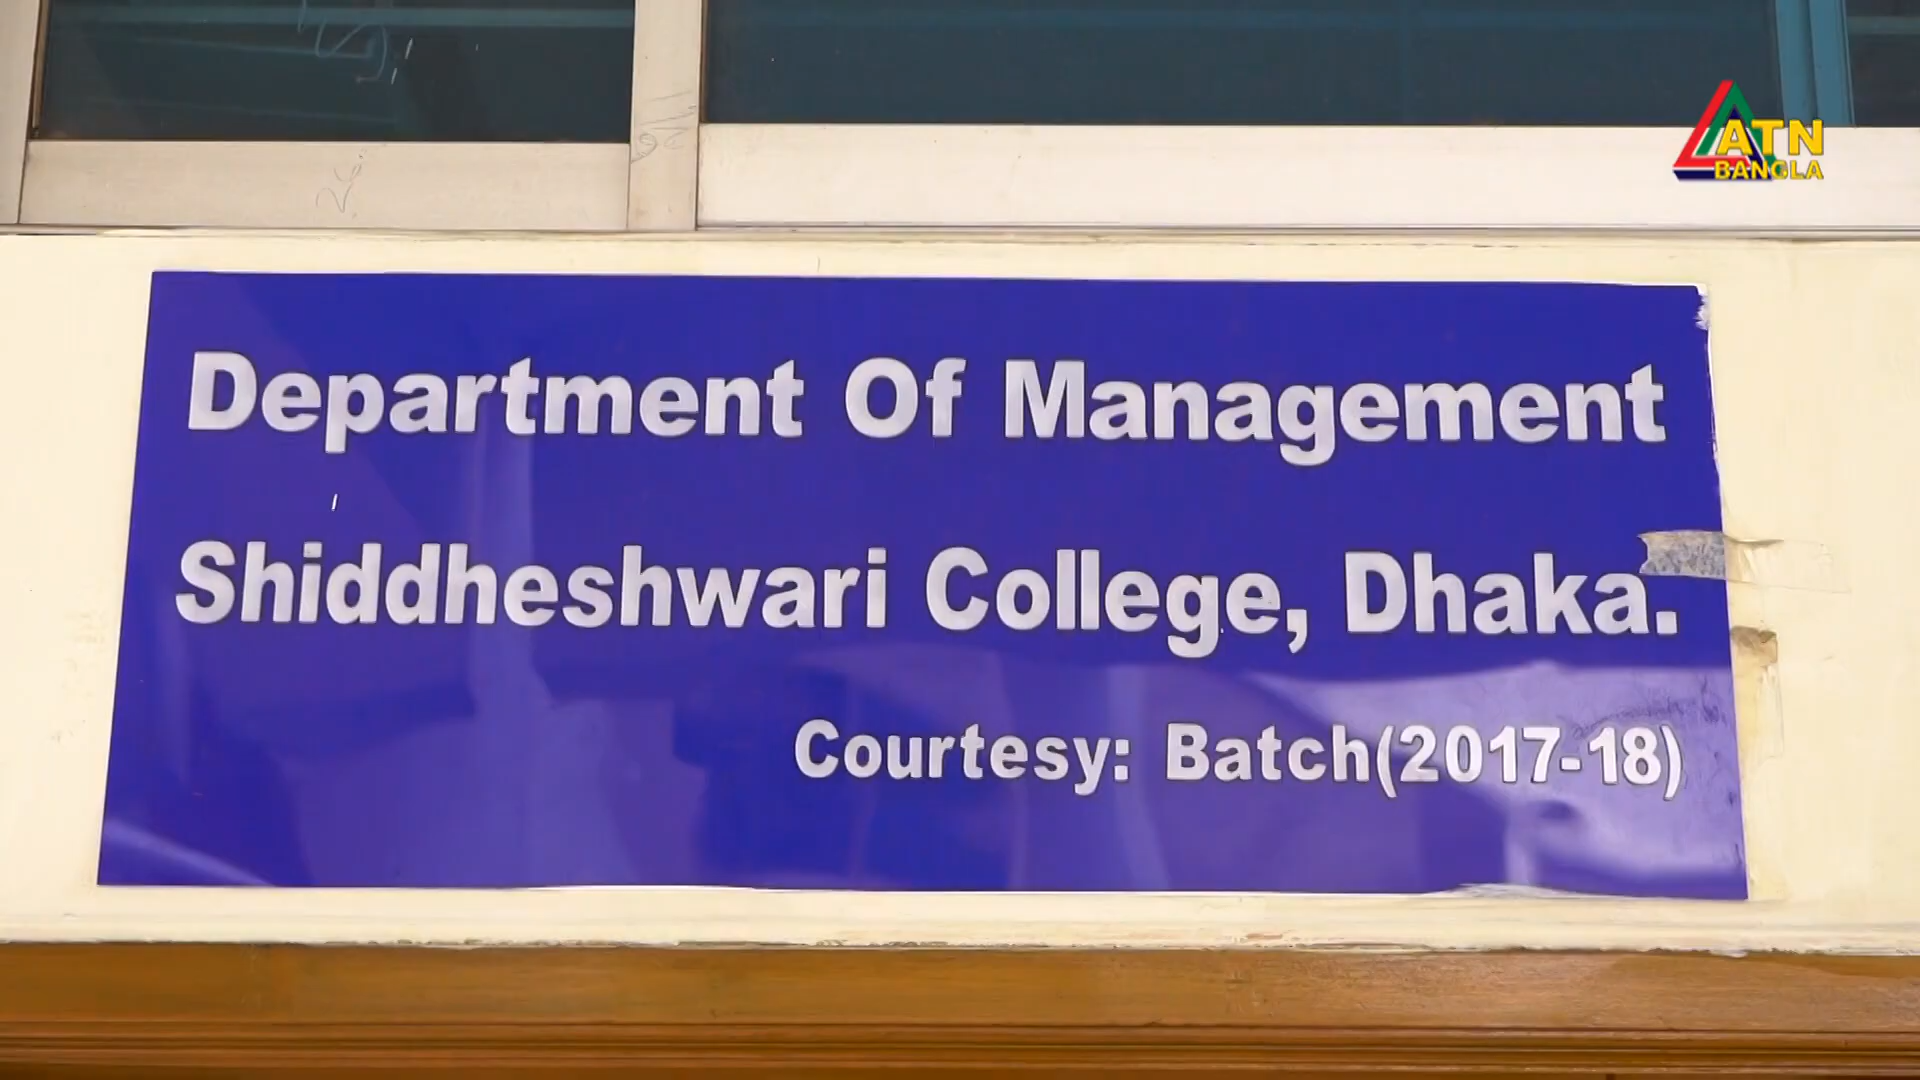 ATN
BANGLA
Department Of Management
Shiddheshwari College, Dhaka.
Courtesy: Batch(2017-18)